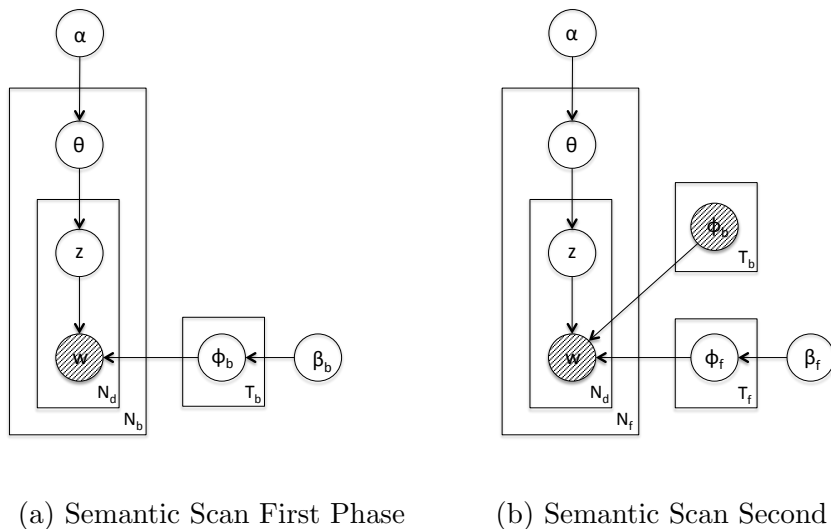 α
θ
z
w
N_d
N_b
ϕ_b
T_b
β_b
α
θ
z
w
N_d
N_f
ϕ_b
T_b
ϕ_f
T_f
β_f
(a) Semantic Scan First Phase
(b) Semantic Scan Second